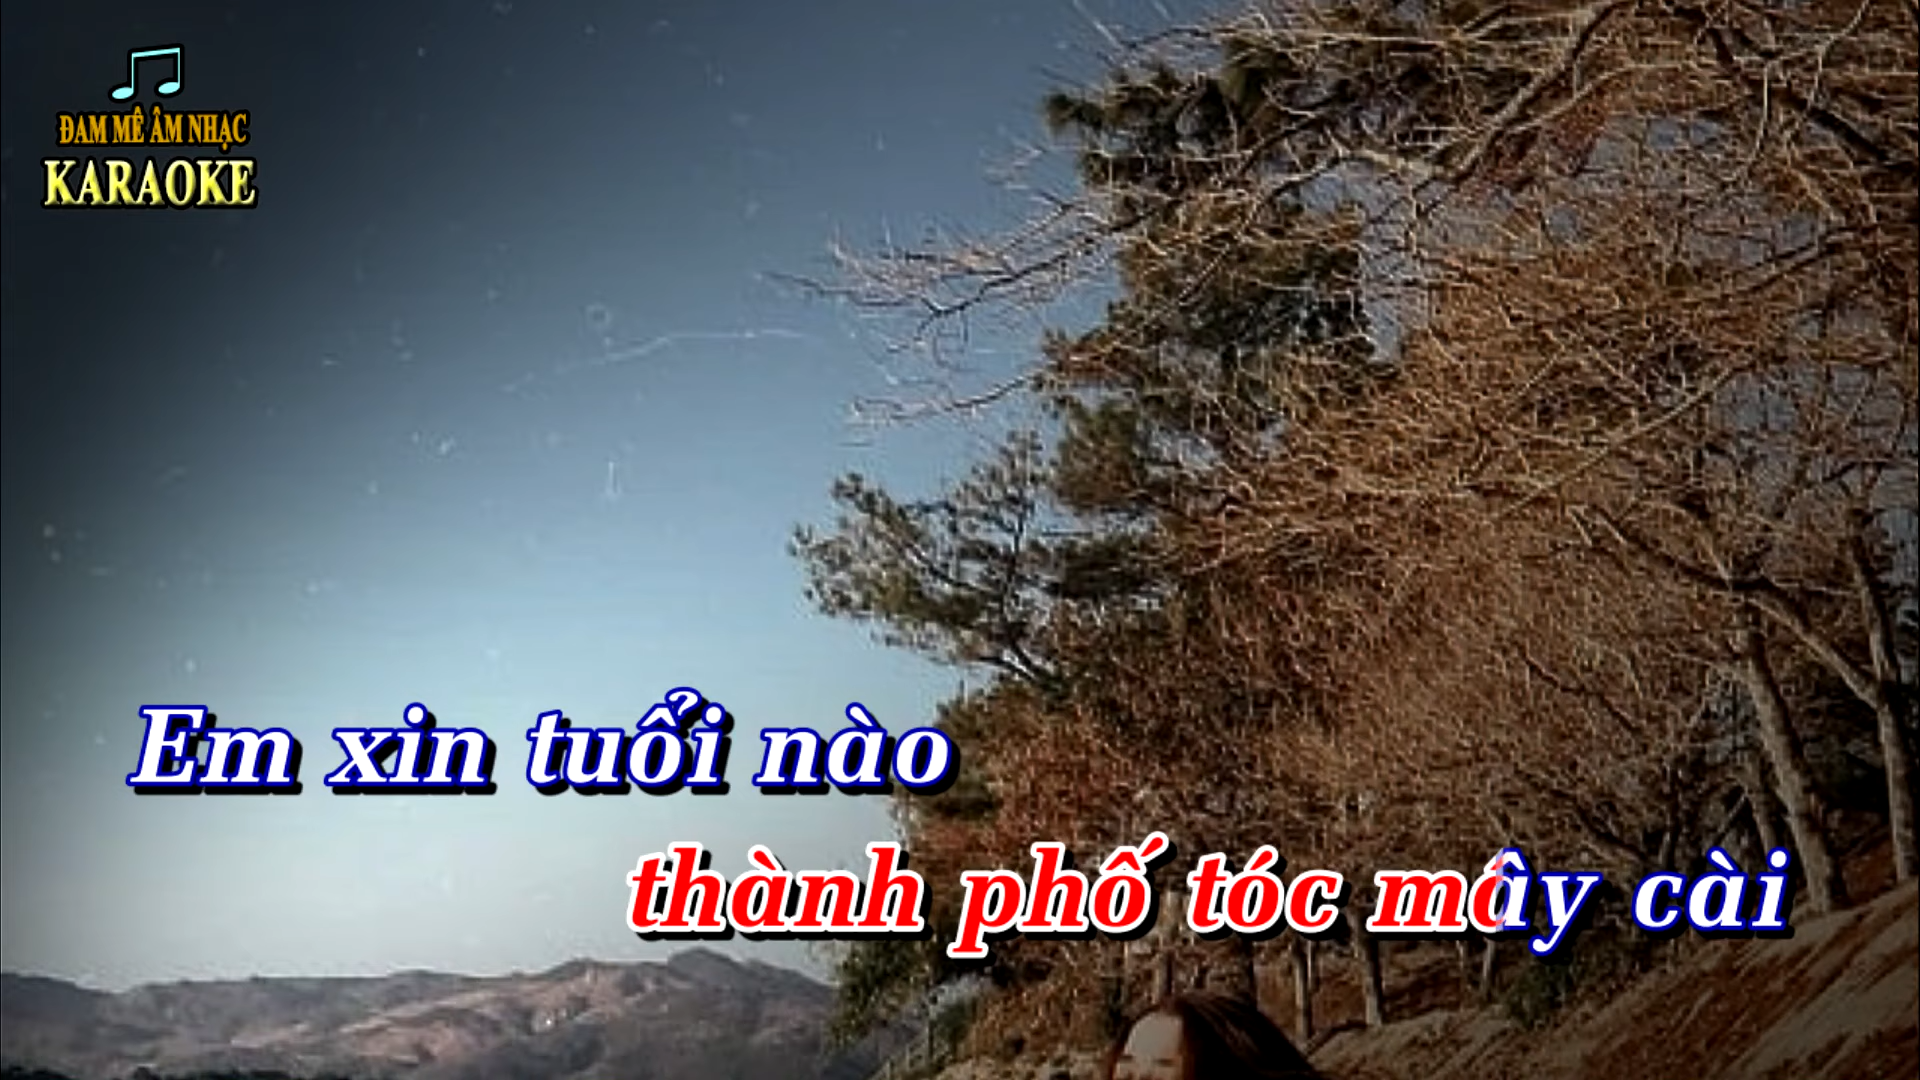 ĐAM MÊ ÂM NHẠC
KARAOKE
Em xin tuổi nào
thành phố tóc mây cài